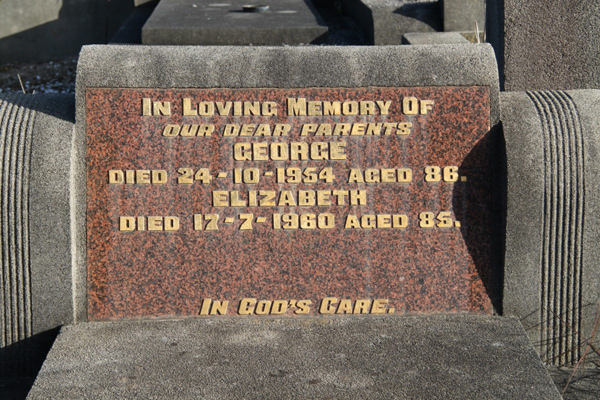 In Loving Memory Of
OUR DEAR PARENTS
GEORGE
DIED 24-10-1954 AGED 86.
ELIZABETH
DIED 17-7-1960 AGED 85.
In God's Care.